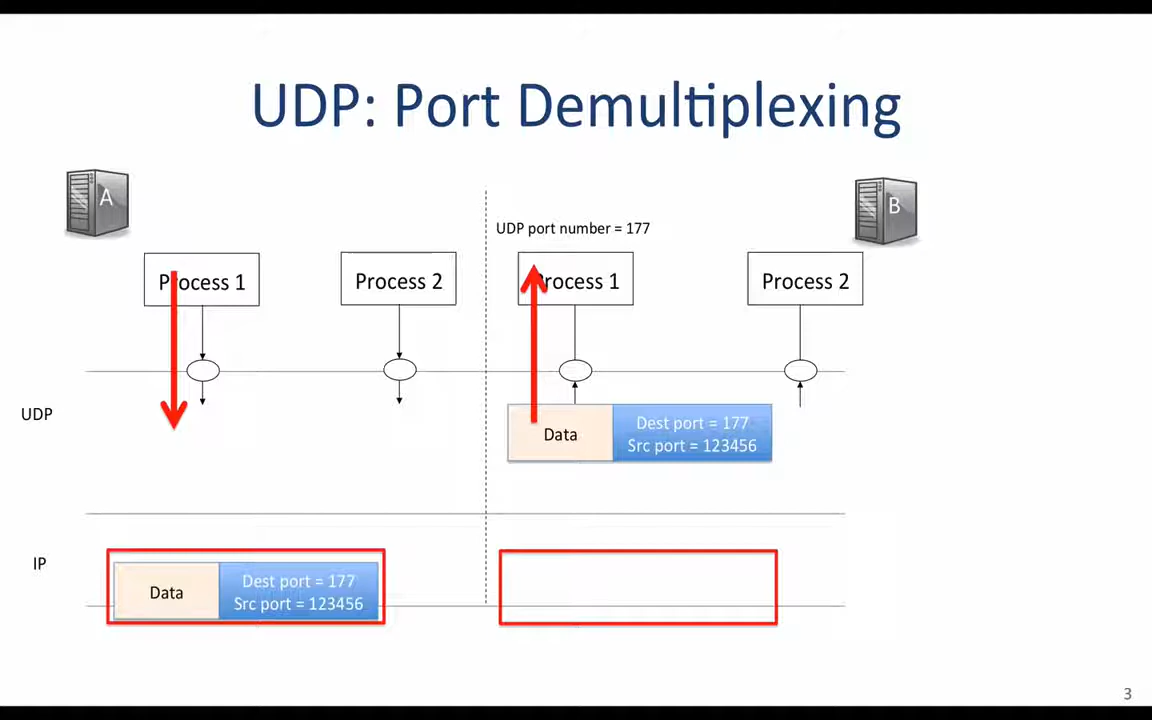 UDP: Port Demultiplexing
A
B
UDP port number = 177
Process 1
Process 2
Process 1
Process 2
UDP
Data
Dest port = 177
Src port = 123456
IP
Data
Dest port = 177
Src port = 123456
3